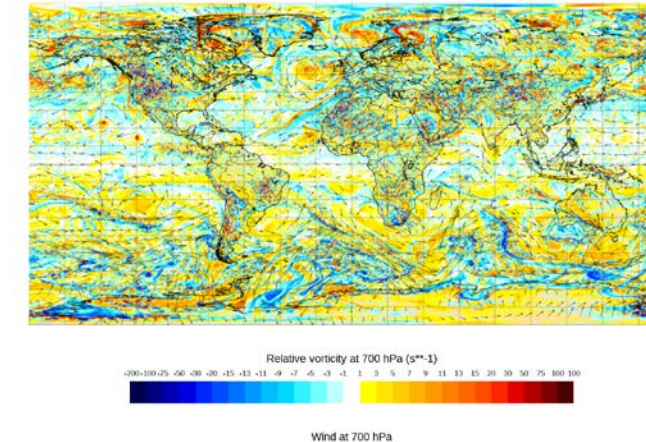 Relative vorticity at 700 hPa (s**-1)
-200 -100 -75 -50 -30 -20 -15 -13 -11 -9 -7 -5 -3 -1 1 3 5 7 9 11 13 15 20 30 50 75 100 100
Wind at 700 hPa